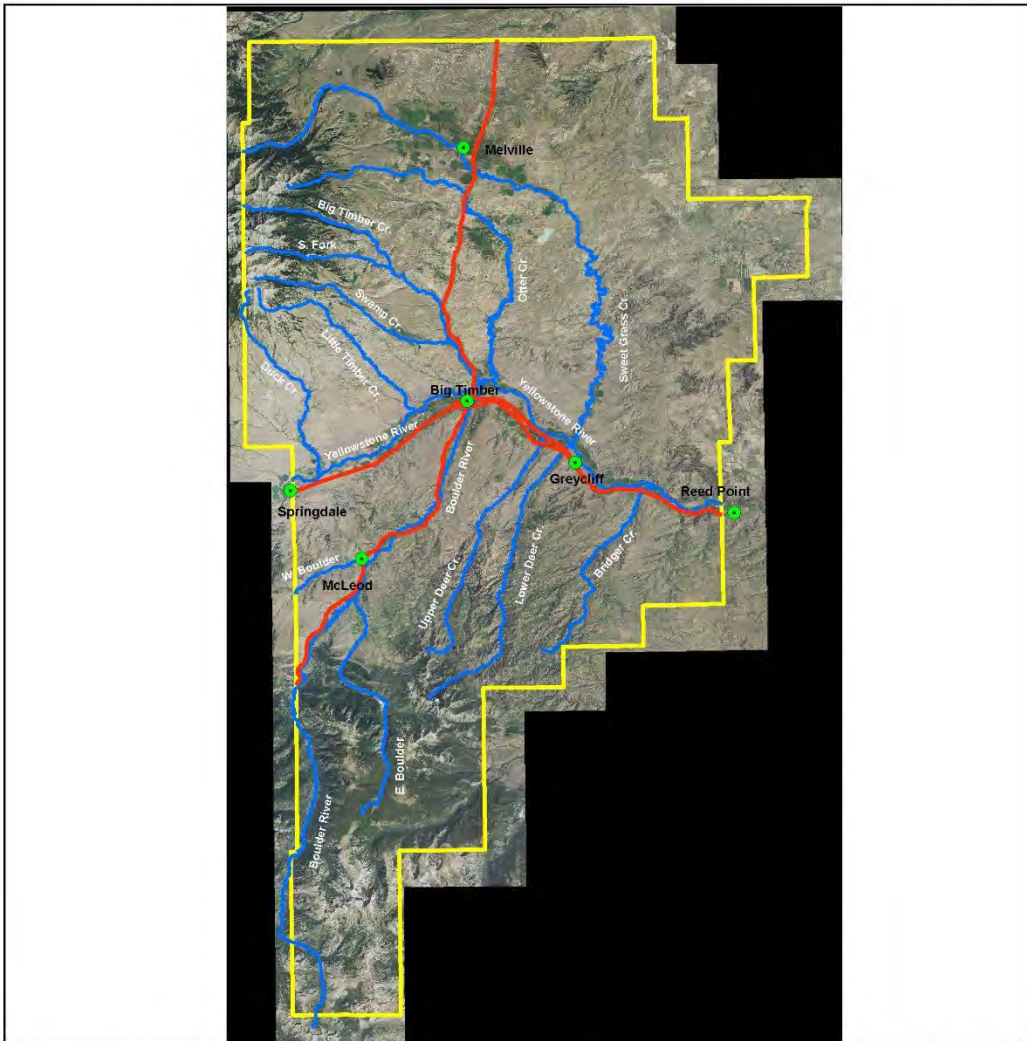 Melville
Big Timber Cr.
S. Fork
Swamp Cr.
Otter Cr.
Little Timber Cr.
Sweet Grass Cr.
Duck Cr.
Big Timber
Yellowstone River
Yellowstone River
Boulder River
Greycliff
Reed Point
Springdale
W. Boulder
McLeod
Upper Deer Cr.
Lower Deer Cr.
Bridger Cr.
E. Boulder
Boulder River